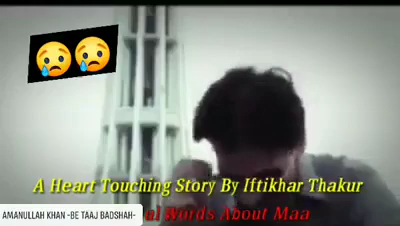 A Heart Touching Story By Iftikhar Thakur
AMANULLAH KHAN -BE TAAJ BADSHAH-
Words About Maa